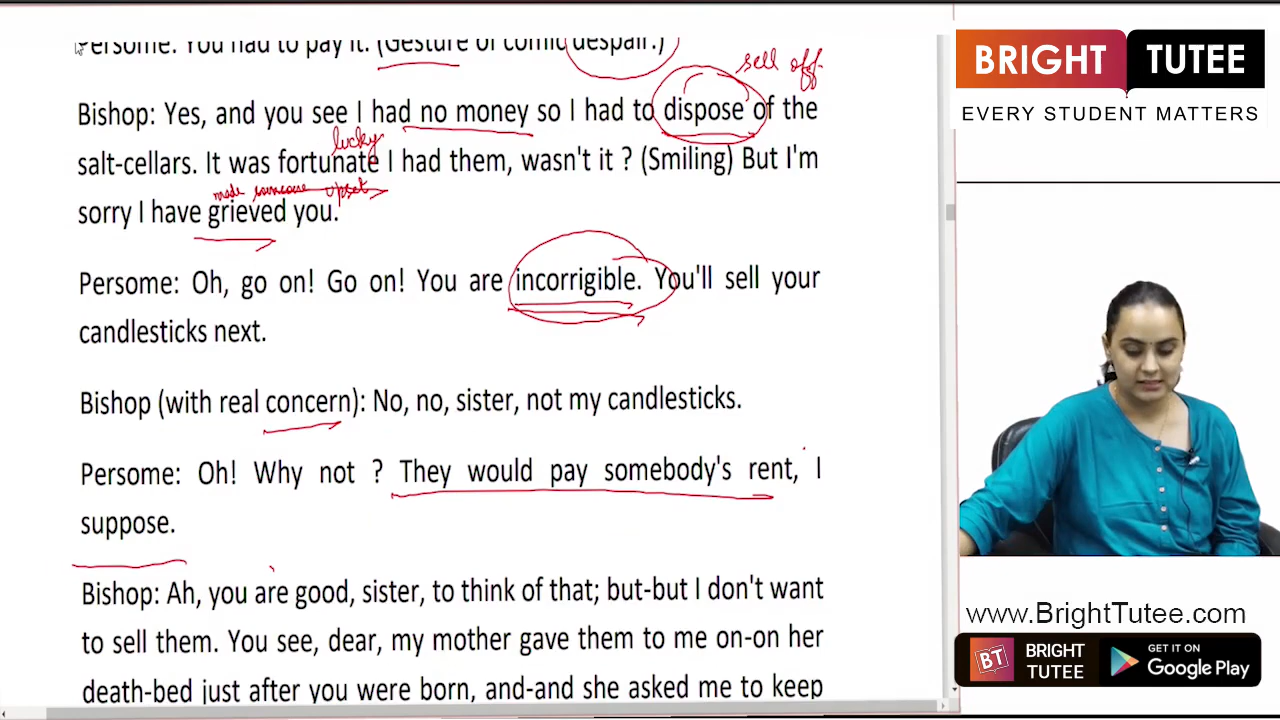 Persome: You had to pay it. (Gesture of comic despair.)
sell off
Bishop: Yes, and you see I had no money so I had to dispose of the
lucky
salt-cellars. It was fortunate I had them, wasn't it ? (Smiling) But I'm
made someone upset
sorry I have grieved you.
Persome: Oh, go on! Go on! You are incorrigible. You'll sell your
candlesticks next.
Bishop (with real concern): No, no, sister, not my candlesticks.
Persome: Oh! Why not ? They would pay somebody's rent, I
suppose.
Bishop: Ah, you are good, sister, to think of that; but-but I don't want
to sell them. You see, dear, my mother gave them to me on-on her
death-bed just after you were born, and-and she asked me to keep
BRIGHT TUTEE
EVERY STUDENT MATTERS
www.BrightTutee.com
BT BRIGHT TUTEE
GET IT ON
Google Play